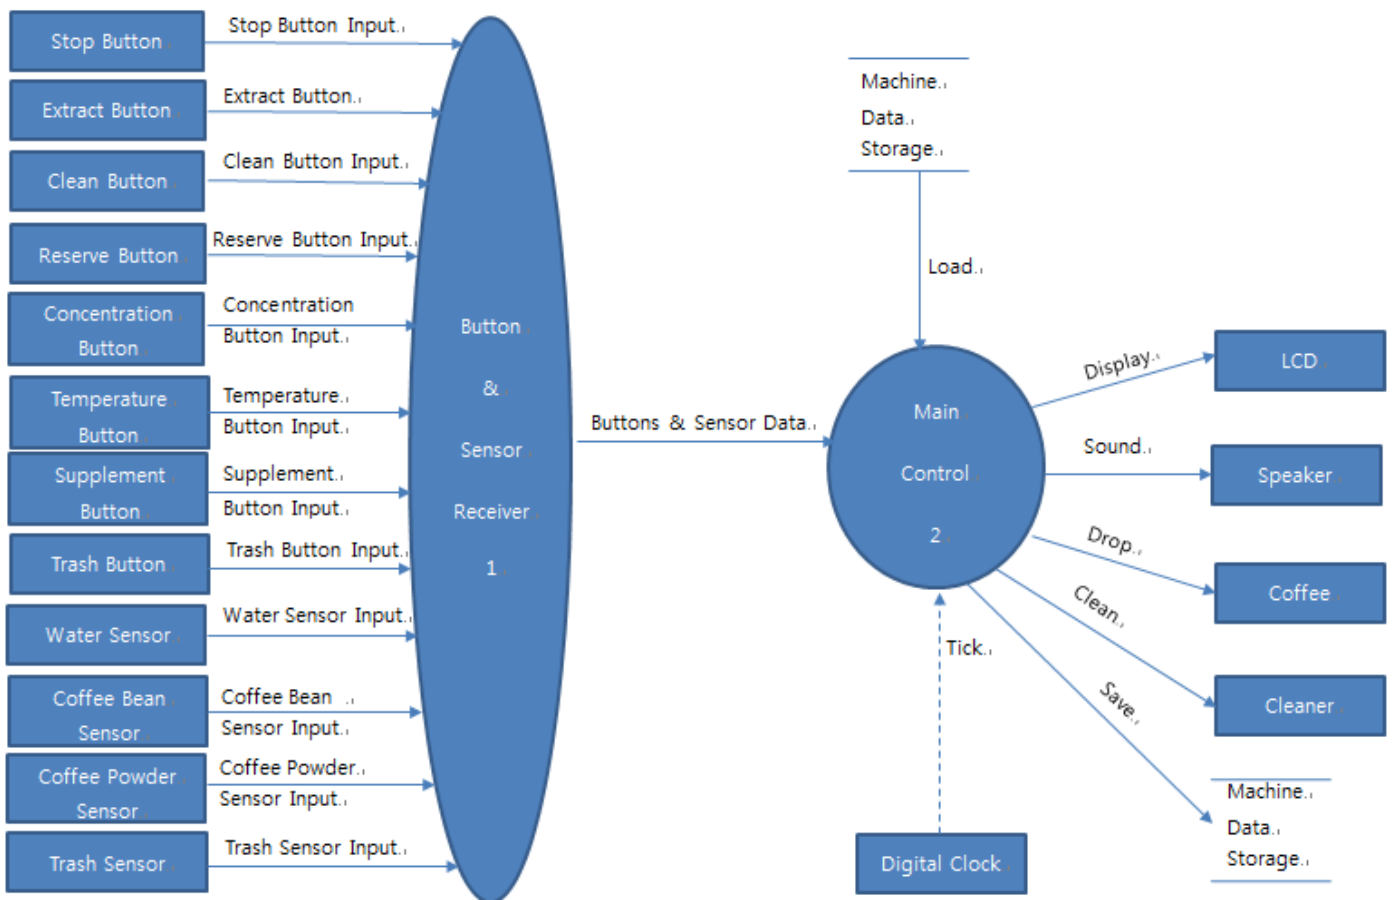 Stop Button
Stop Button Input.
Extract Button
Extract Button.
Clean Button
Clean Button Input.
Reserve Button
Reserve Button Input.
Concentration
Button
Concentration
Button Input.
Temperature
Button
Temperature.
Button Input.
Supplement
Button
Supplement.
Button Input.
Trash Button
Trash Button Input.
Water Sensor
Water Sensor Input.
Coffee Bean
Sensor
Coffee Bean .
Sensor Input.
Coffee Powder
Sensor
Coffee Powder.
Sensor Input.
Trash Sensor
Trash Sensor Input.
Button
&
Sensor
Receiver
1
Buttons & Sensor Data.
Machine.
Data.
Storage.
Load.
Main
Control
2
Tick.
Digital Clock
Display.
LCD
Sound.
Speaker
Drop.
Coffee
Clean.
Cleaner
Save.
Machine.
Data.
Storage.